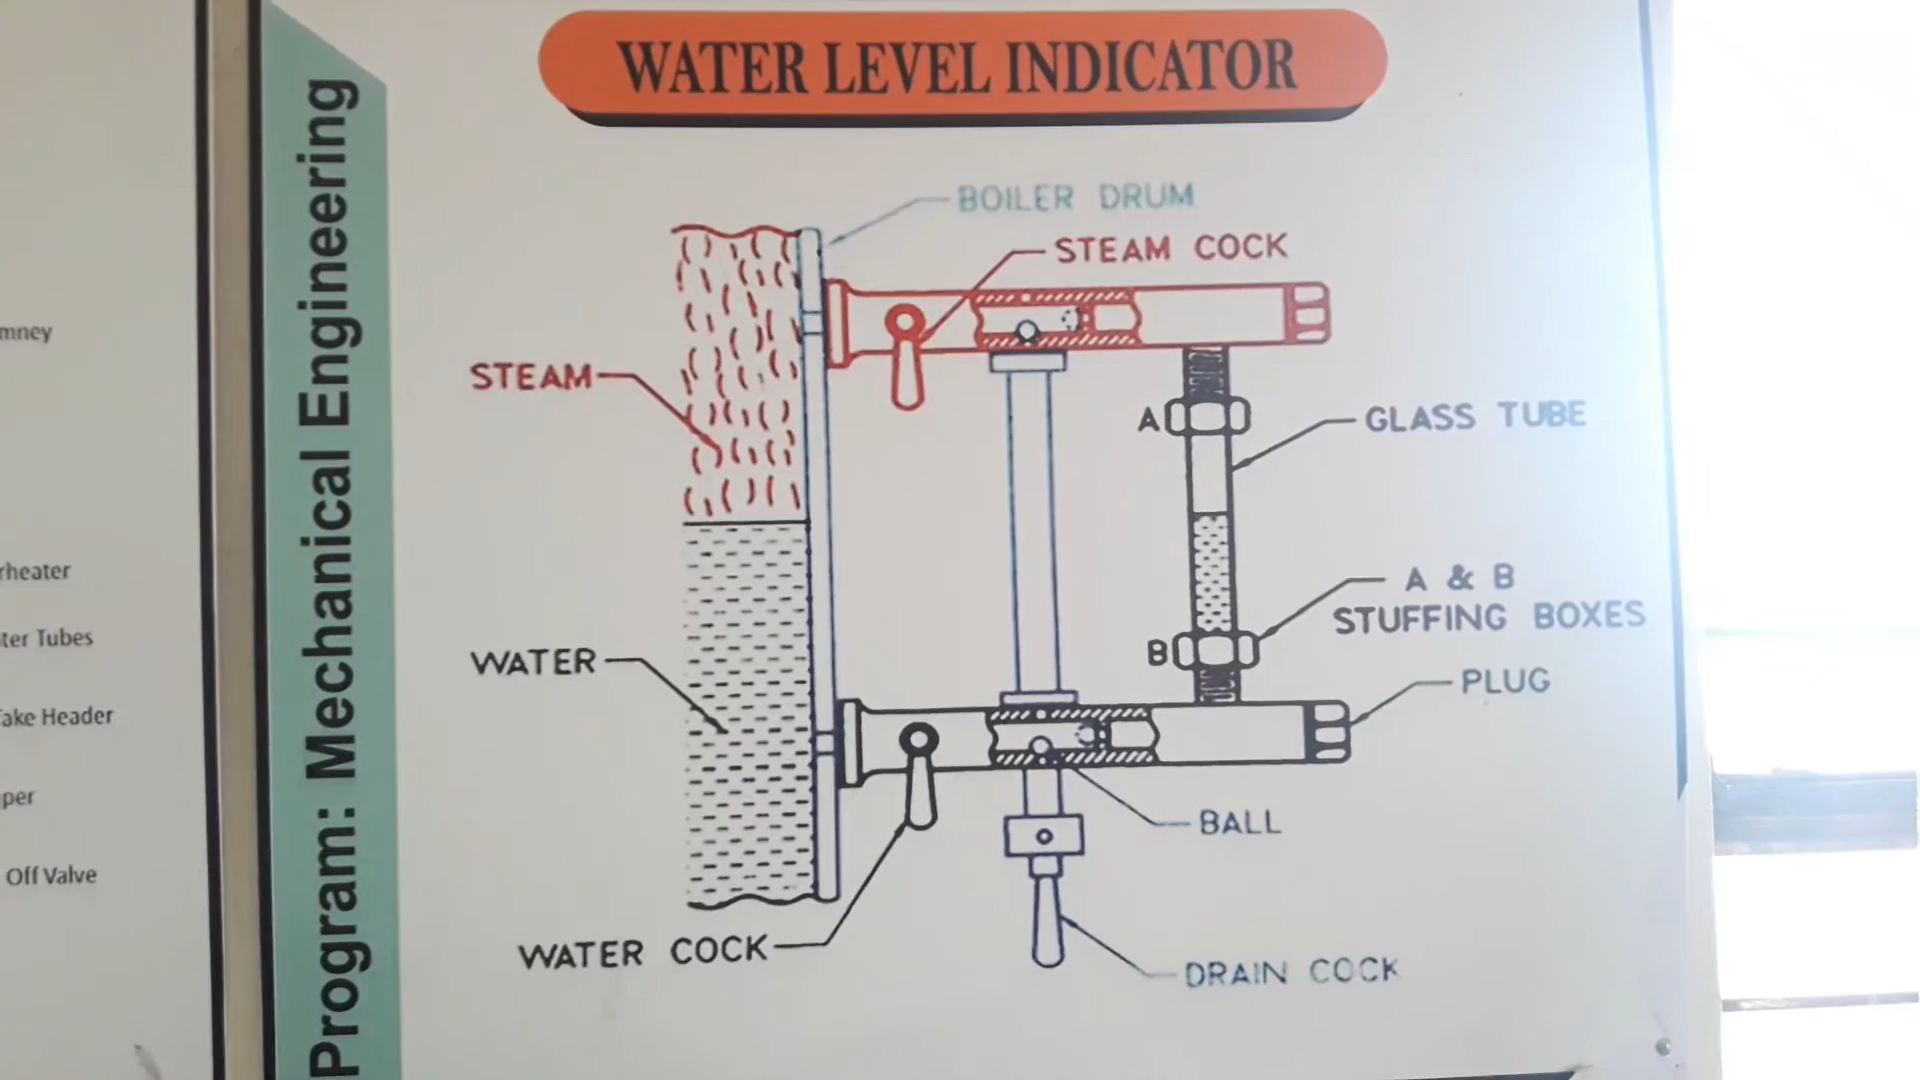 WATER LEVEL INDICATOR
Program: Mechanical Engineering
BOILER DRUM
STEAM COCK
STEAM
A
GLASS TUBE
A & B
STUFFING BOXES
WATER
B
PLUG
BALL
WATER COCK
DRAIN COCK
mney
rheater
ter Tubes
ake Header
per
Off Valve